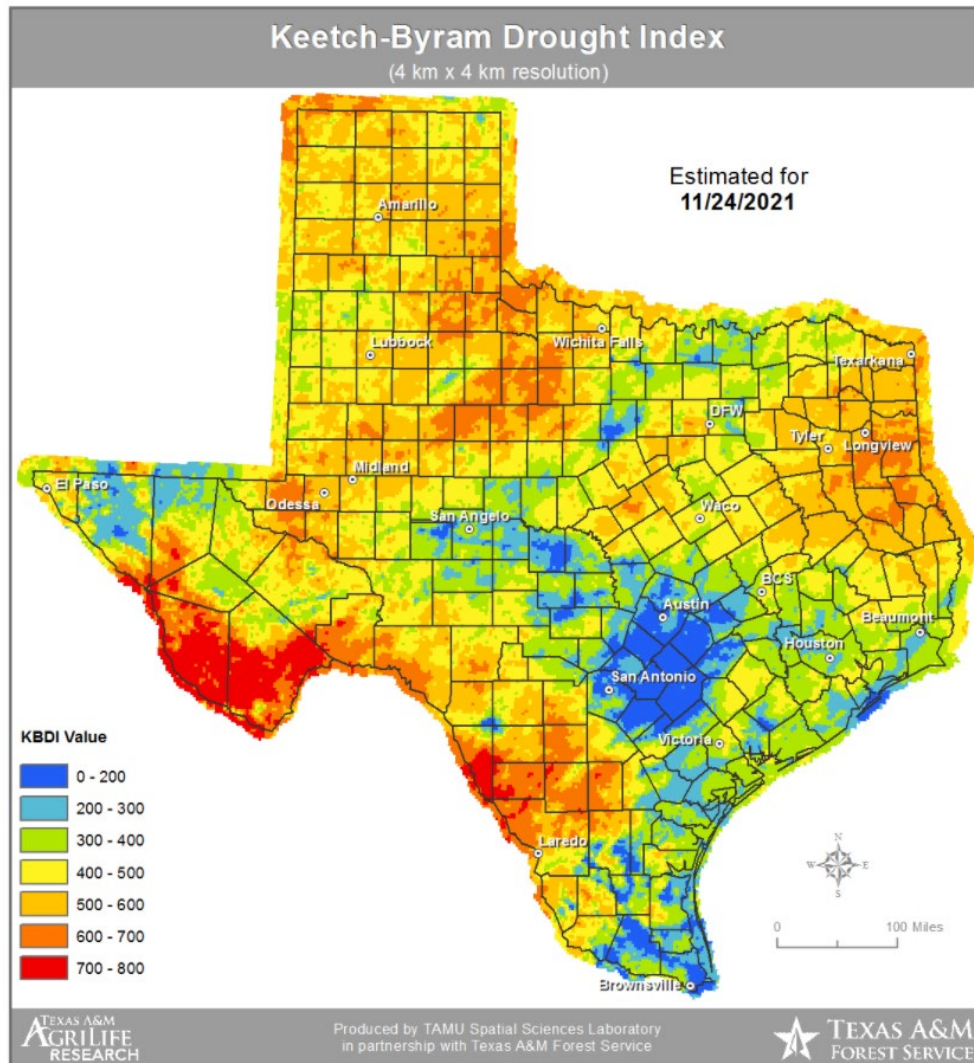 Keetch-Byram Drought Index
(4 km x 4 km resolution)
Estimated for
11/24/2021
Amarillo
Lubbock
Wichita Falls
Texarkana
DFW
Tyler
Longview
El Paso
Midland
Odessa
San Angelo
Waco
BCS
Austin
Beaumont
Houston
San Antonio
Victoria
Laredo
Brownsville
KBDI Value
0 - 200
200 - 300
300 - 400
400 - 500
500 - 600
600 - 700
700 - 800
N
W E
S
0 100 Miles
TEXAS A&M
AGRILIFE
RESEARCH
Produced by TAMU Spatial Sciences Laboratory
in partnership with Texas A&M Forest Service
TEXAS A&M
FOREST SERVICE